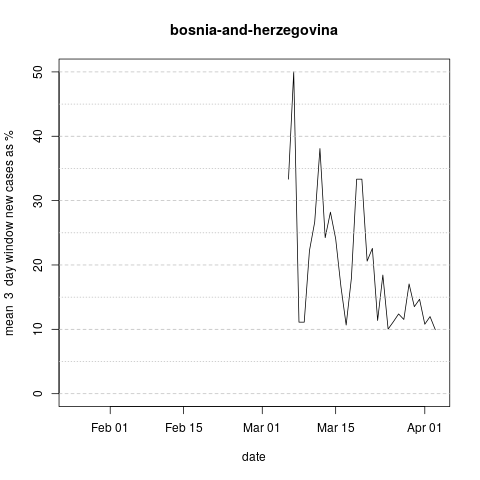 bosnia-and-herzegovina
mean 3 day window new cases as %
50
40
30
20
10
0
Feb 01 Feb 15 Mar 01 Mar 15 Apr 01
date